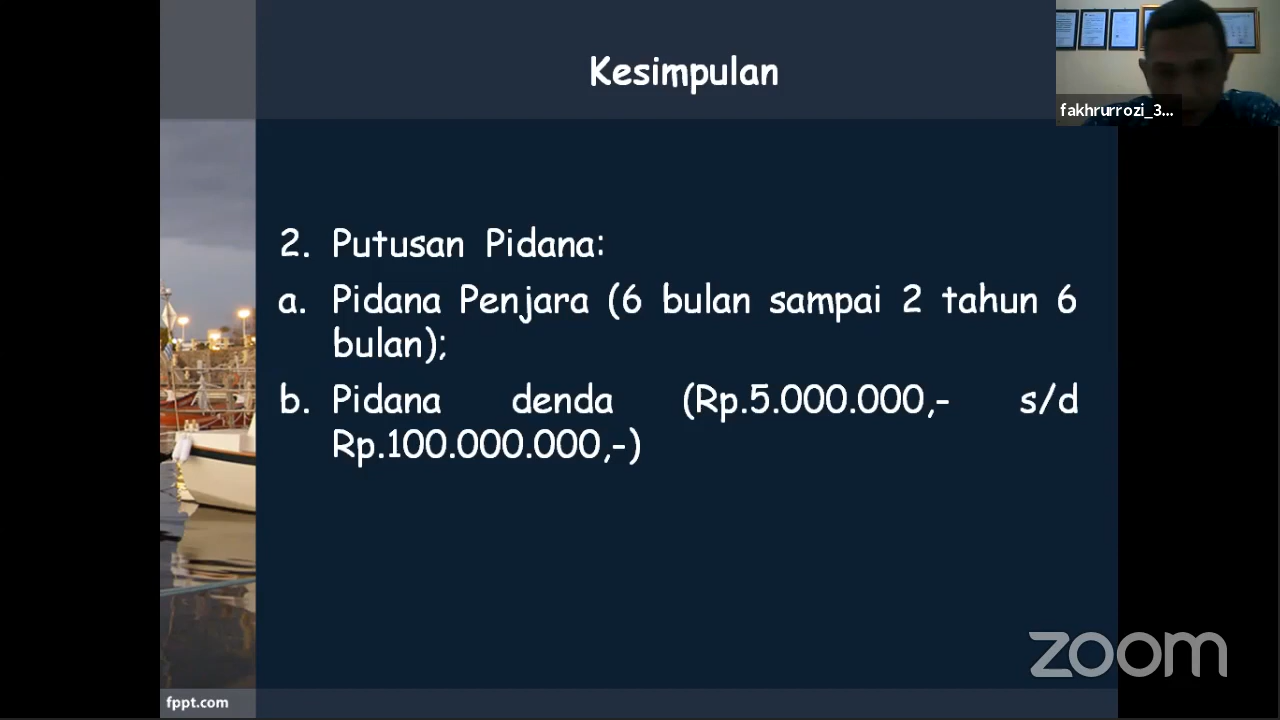 Kesimpulan
fakhrurrozi_3...
2. Putusan Pidana:
a. Pidana Penjara (6 bulan sampai 2 tahun 6
bulan);
b. Pidana denda (Rp.5.000.000,- s/d
Rp.100.000.000,-)
zoom
fppt.com